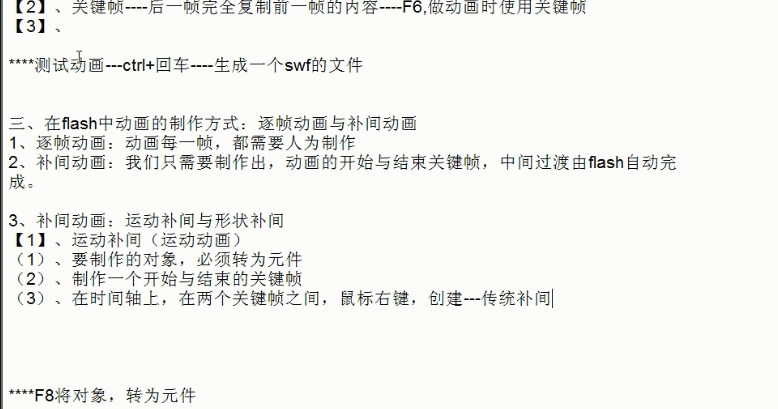 【2】、关键帧----后一帧完全复制前一帧的内容----F6,做动画时使用关键帧
【3】、
****测试动画---ctrl+回车----生成一个swf的文件
三、在flash中动画的制作方式：逐帧动画与补间动画
1、逐帧动画：动画每一帧，都需要人为制作
2、补间动画：我们只需要制作出，动画的开始与结束关键帧，中间过渡由flash自动完
成。
3、补间动画：运动补间与形状补间
【1】、运动补间（运动动画）
（1）、要制作的对象，必须转为元件
（2）、制作一个开始与结束的关键帧
（3）、在时间轴上，在两个关键帧之间，鼠标右键，创建---传统补间
****F8将对象，转为元件